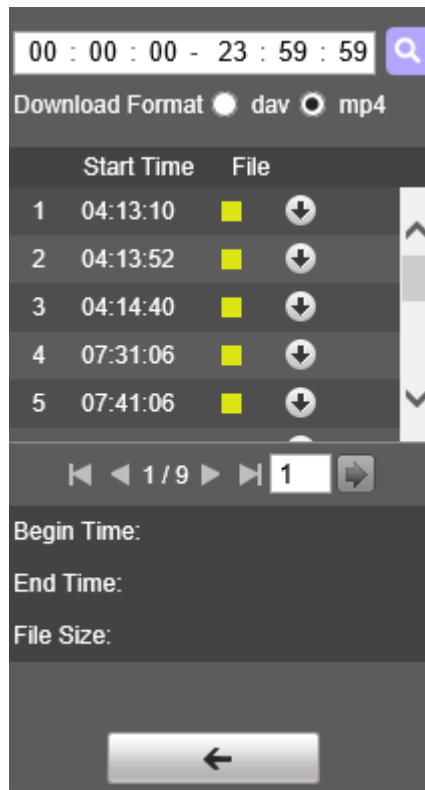 00 : 00 : 00 - 23 : 59 : 59
Download Format dav mp4
Start Time File
1 04:13:10
2 04:13:52
3 04:14:40
4 07:31:06
5 07:41:06
1 / 9 1
Begin Time:
End Time:
File Size: